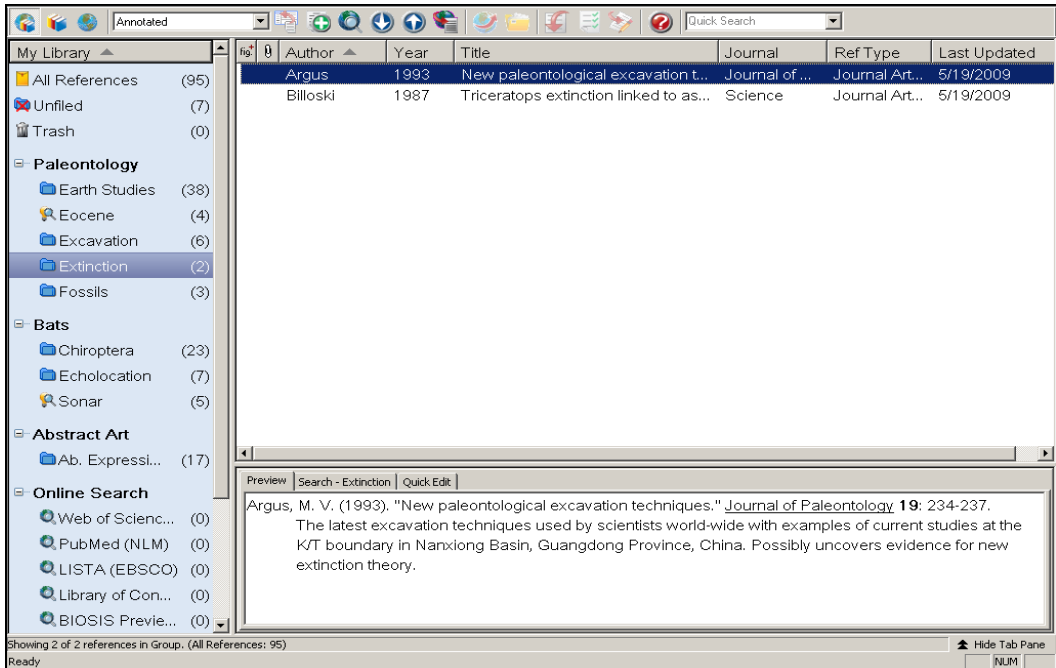 Annotated
Quick Search
My Library
All References (95)
Unfiled (7)
Trash (0)
Paleontology
Earth Studies (38)
Eocene (4)
Excavation (6)
Extinction (2)
Fossils (3)
Bats
Chiroptera (23)
Echolocation (7)
Sonar (5)
Abstract Art
Ab. Expressi... (17)
Online Search
Web of Scienc... (0)
PubMed (NLM) (0)
LISTA (EBSCO) (0)
Library of Con... (0)
BIOSIS Previe... (0)
fig+ Author Year Title Journal Ref Type Last Updated
Argus 1993 New paleontological excavation t... Journal of ... Journal Art... 5/19/2009
Billoski 1987 Triceratops extinction linked to as... Science Journal Art... 5/19/2009
Preview Search - Extinction Quick Edit
Argus, M. V. (1993). "New paleontological excavation techniques." Journal of Paleontology 19: 234-237.
The latest excavation techniques used by scientists world-wide with examples of current studies at the
K/T boundary in Nanxiong Basin, Guangdong Province, China. Possibly uncovers evidence for new
extinction theory.
Showing 2 of 2 references in Group. (All References: 95) Hide Tab Pane
Ready NUM